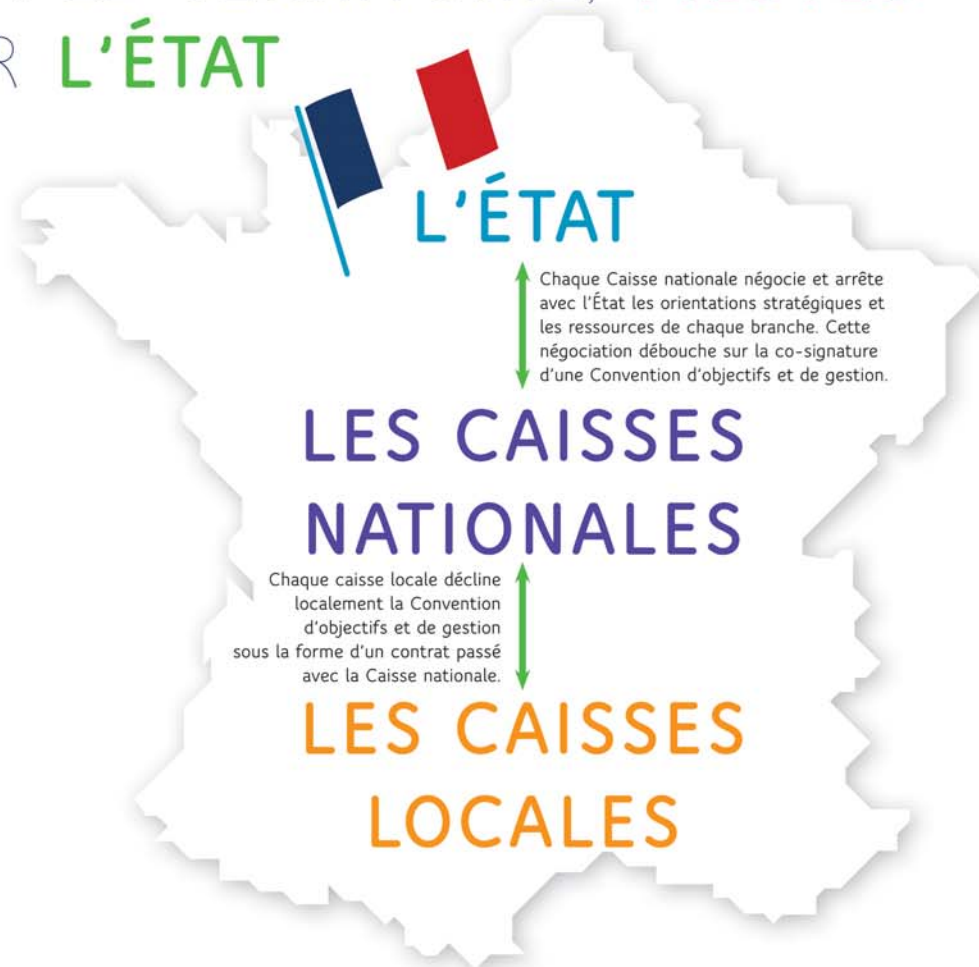 R L'ÉTAT
L'ÉTAT
Chaque Caisse nationale négocie et arrête
avec l'État les orientations stratégiques et
les ressources de chaque branche. Cette
négociation débouche sur la co-signature
d'une Convention d'objectifs et de gestion.
LES CAISSES
NATIONALES
Chaque caisse locale décline
localement la Convention
d'objectifs et de gestion
sous la forme d'un contrat passé
avec la Caisse nationale.
LES CAISSES
LOCALES